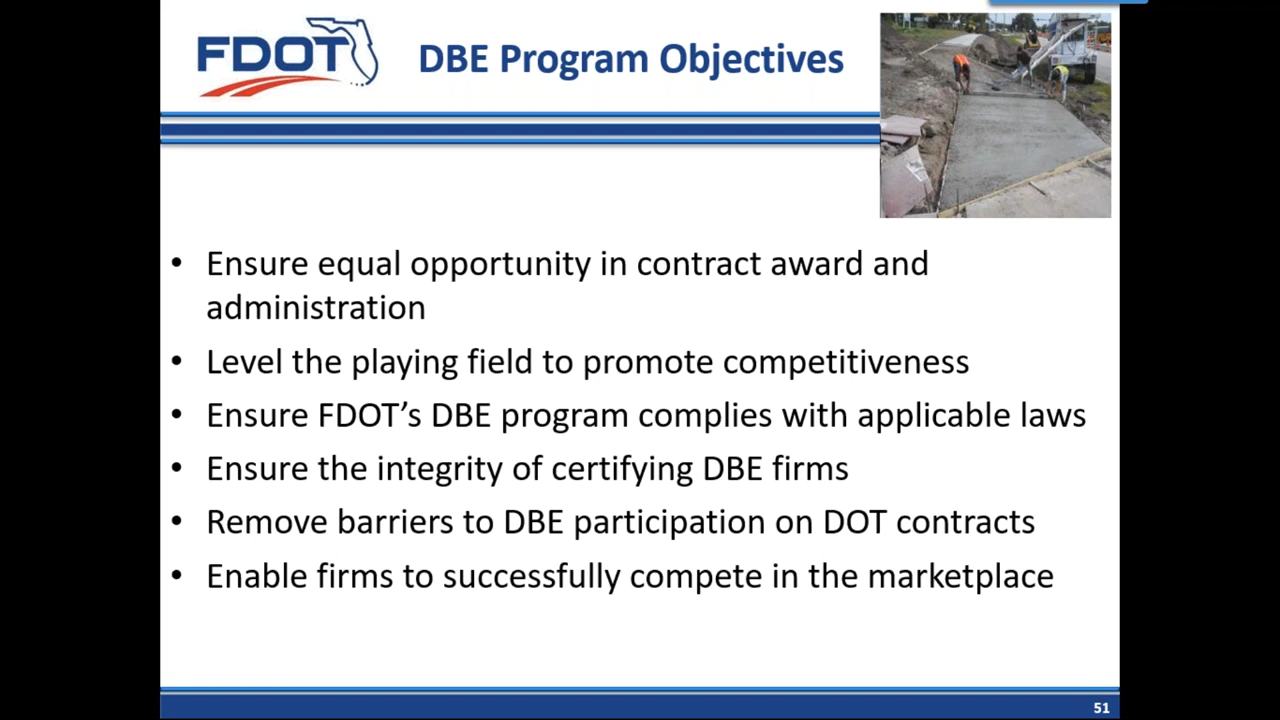 FDOT
DBE Program Objectives
• Ensure equal opportunity in contract award and
administration
• Level the playing field to promote competitiveness
• Ensure FDOT’s DBE program complies with applicable laws
• Ensure the integrity of certifying DBE firms
• Remove barriers to DBE participation on DOT contracts
• Enable firms to successfully compete in the marketplace
51